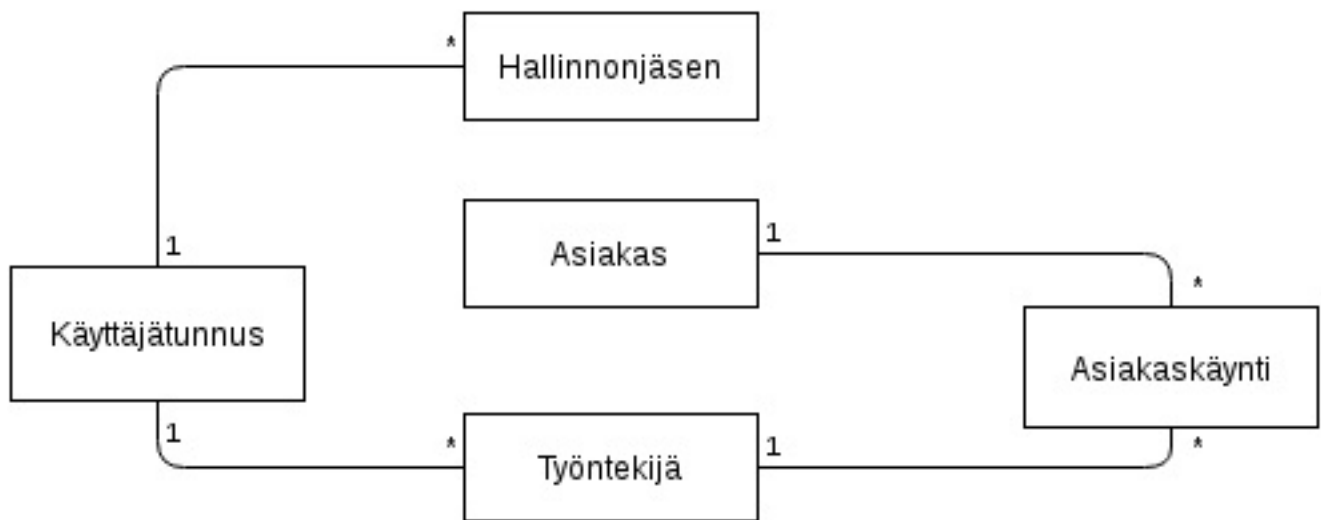 *
Hallinnonjäsen
1
Asiakas
1
*
Käyttäjätunnus
Asiakaskäynti
1
*
Työntekijä
1
*